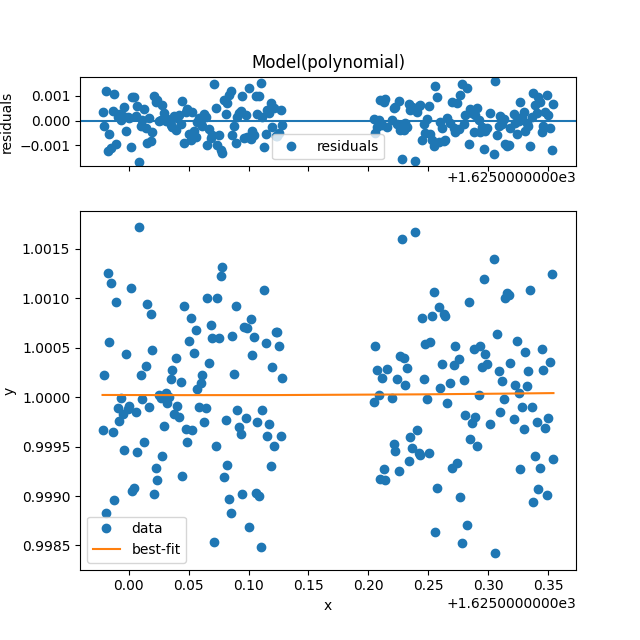 Model(polynomial)
residuals
0.001
0.000
−0.001
residuals
+1.6250000000e3
y
1.0015
1.0010
1.0005
1.0000
0.9995
0.9990
0.9985
data
best-fit
0.00 0.05 0.10 0.15 0.20 0.25 0.30 0.35
x
+1.6250000000e3